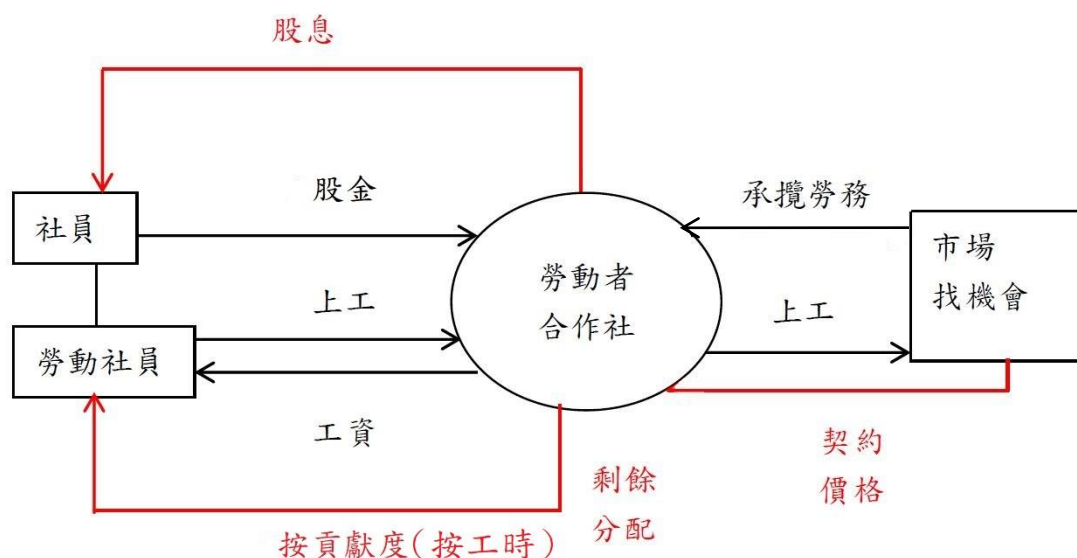 股息
股金
承攬勞務
社員
市場
找機會
勞動者
合作社
上工
上工
勞動社員
工資
契約
價格
剩餘
分配
按貢獻度(按工時)